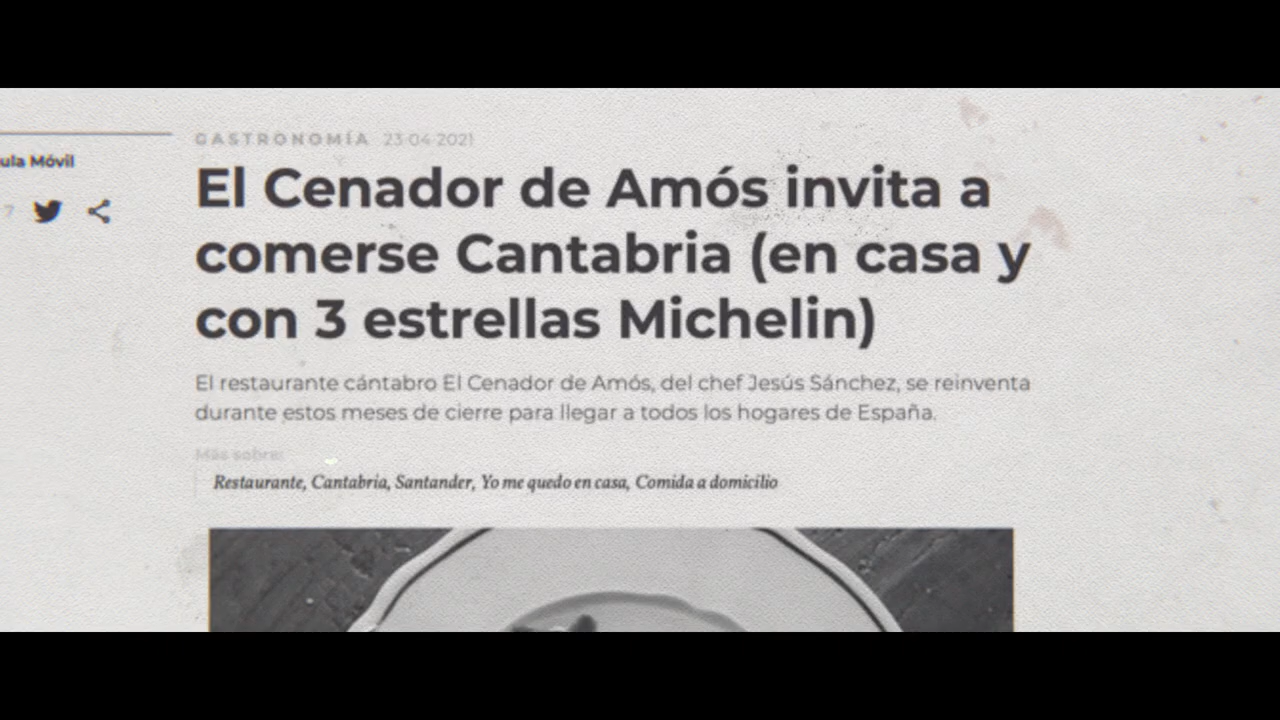 GASTRONOMÍA 23·04·2021
ula Móvil
7
El Cenador de Amós invita a
comerse Cantabria (en casa y
con 3 estrellas Michelin)
El restaurante cántabro El Cenador de Amós, del chef Jesús Sánchez, se reinventa
durante estos meses de cierre para llegar a todos los hogares de España.
Más sobre:
Restaurante, Cantabria, Santander, Yo me quedo en casa, Comida a domicilio